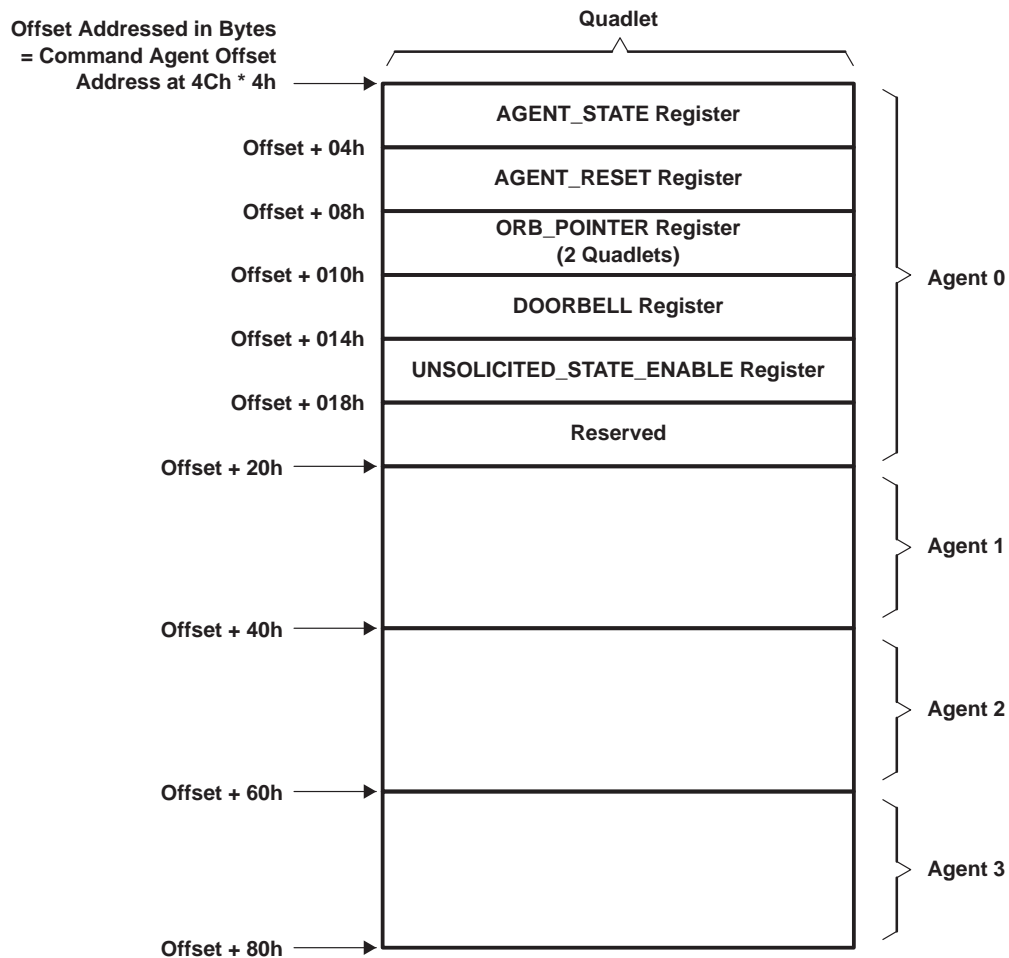 Quadlet
Offset Addressed in Bytes
= Command Agent Offset
Address at 4Ch * 4h
AGENT_STATE Register
Offset + 04h
AGENT_RESET Register
Offset + 08h
ORB_POINTER Register
(2 Quadlets)
Offset + 010h
Agent 0
DOORBELL Register
Offset + 014h
UNSOLICITED_STATE_ENABLE Register
Offset + 018h
Reserved
Offset + 20h
Agent 1
Offset + 40h
Agent 2
Offset + 60h
Agent 3
Offset + 80h